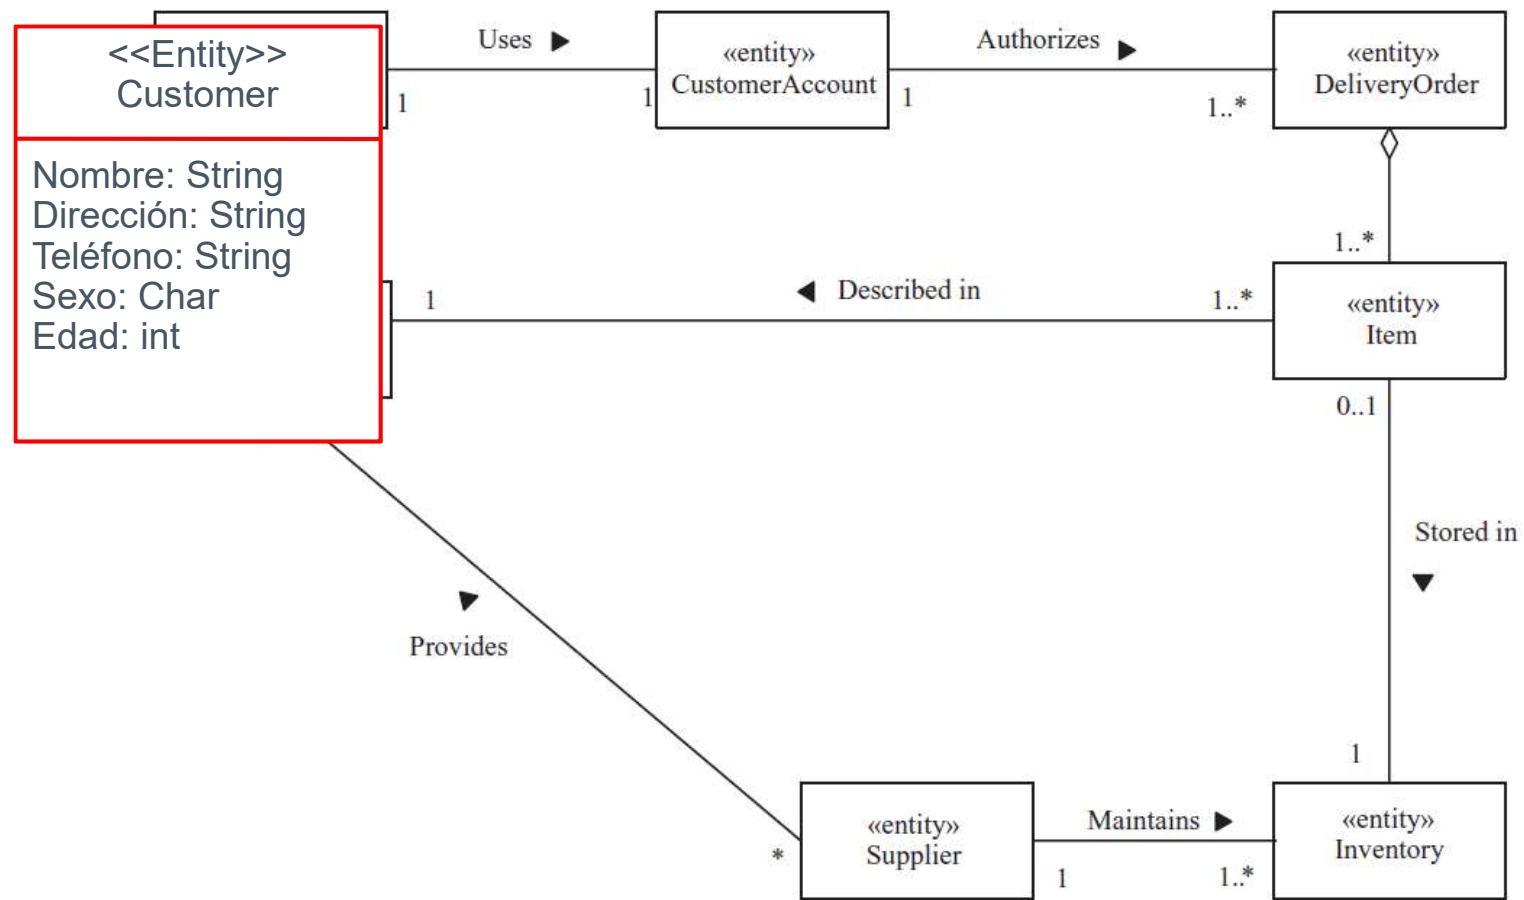 <<Entity>>
Customer
Nombre: String
Dirección: String
Teléfono: String
Sexo: Char
Edad: int
Uses
1
1
«entity»
CustomerAccount
Authorizes
1
1..*
«entity»
DeliveryOrder
1..*
1
Described in
1..*
«entity»
Item
0..1
Stored in
Provides
1
*
«entity»
Supplier
Maintains
1
1..*
«entity»
Inventory